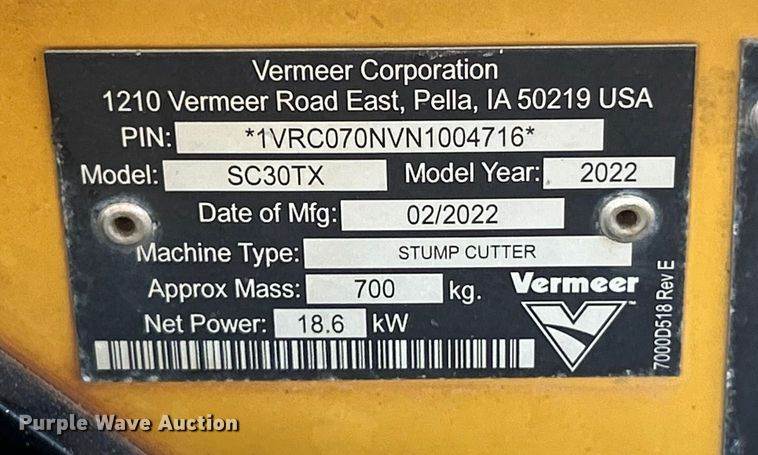 Vermeer Corporation
1210 Vermeer Road East, Pella, IA 50219 USA
PIN: *1VRC070NVN1004716*
Model: SC30TX Model Year: 2022
Date of Mfg: 02/2022
Machine Type: STUMP CUTTER
Approx Mass: 700 kg.
Net Power: 18.6 kW
Vermeer
TM
7000D518 Rev E
Purple Wave Auction